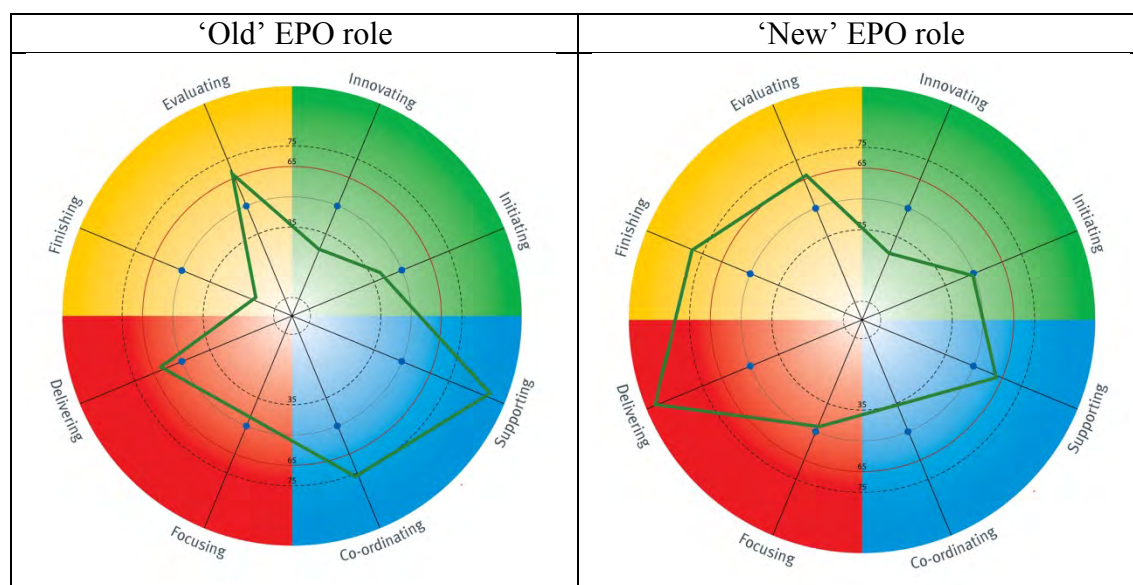 ‘Old’ EPO role
‘New’ EPO role
Evaluating
Innovating
Finishing
Initiating
75
65
35
35
65
75
Delivering
Supporting
Focusing
Co-ordinating
Evaluating
Innovating
Finishing
Initiating
75
65
35
35
65
75
Delivering
Supporting
Focusing
Co-ordinating